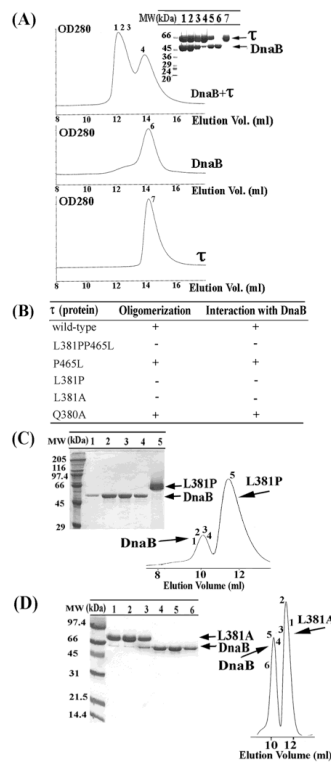 (A)
OD280
1 2 3
4
MW (kDa) 1 2 3 4 5 6 7
66
45
36
29
24
τ
DnaB
DnaB+τ
8 10 12 14 16
Elution Vol. (ml)
OD280
6
DnaB
8 10 12 14 16
Elution Vol. (ml)
OD280
7
τ
8 10 12 14 16
Elution Vol. (ml)
(B)
τ (protein) Oligomerization Interaction with DnaB
wild-type + +
L381PP465L - -
P465L + +
L381P - -
L381A - -
Q380A + +
(C)
MW (kDa) 1 2 3 4 5
205
116
97.4
66
45
29
L381P
DnaB
DnaB
1 2 3 4
5
L381P
8 10 12
Elution Volume (ml)
(D)
MW (kDa) 1 2 3 4 5 6
97.4
66
45
31
21.5
14.4
L381A
DnaB
2
1
L381A
5 3
4
DnaB
6
10 12
Elution Volume (ml)